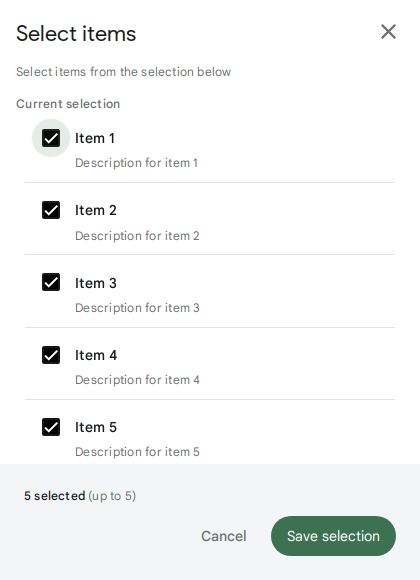 Select items
Select items from the selection below
Current selection
Item 1
Description for item 1
Item 2
Description for item 2
Item 3
Description for item 3
Item 4
Description for item 4
Item 5
Description for item 5
5 selected (up to 5)
Cancel
Save selection